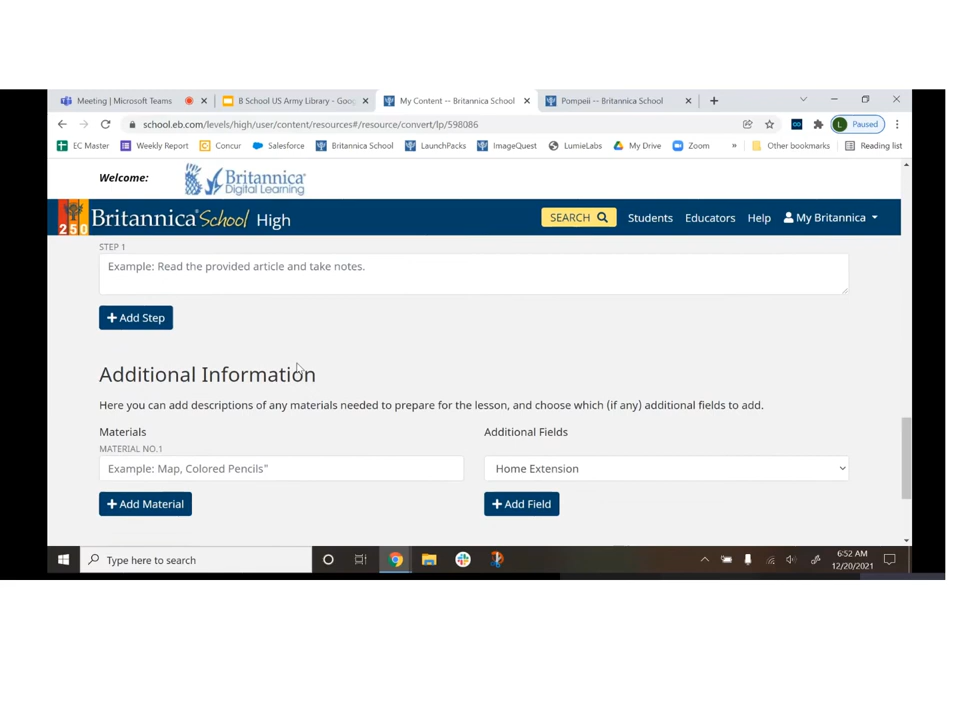 Meeting | Microsoft Teams
B School US Army Library - Goog
My Content -- Britannica School
Pompeii -- Britannica School
school.eb.com/levels/high/user/content/resources#/resource/convert/lp/598086
L Paused
EC Master Weekly Report Concur Salesforce Britannica School LaunchPacks ImageQuest LumieLabs My Drive Zoom » Other bookmarks Reading list
Welcome: Britannica® Digital Learning
250 Britannica® School High SEARCH Students Educators Help My Britannica
STEP 1
Example: Read the provided article and take notes.
+ Add Step
Additional Information
Here you can add descriptions of any materials needed to prepare for the lesson, and choose which (if any) additional fields to add.
Materials Additional Fields
MATERIAL NO.1
Example: Map, Colored Pencils" Home Extension
+ Add Material + Add Field
Type here to search
6:52 AM
12/20/2021